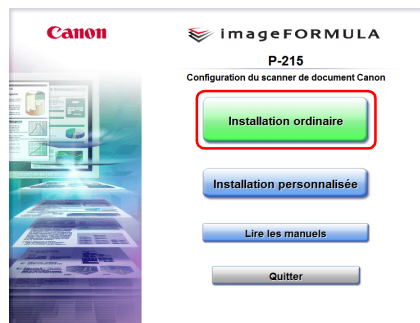 Canon
imageFORMULA
P-215
Configuration du scanner de document Canon
Installation ordinaire
Installation personnalisée
Lire les manuels
Quitter